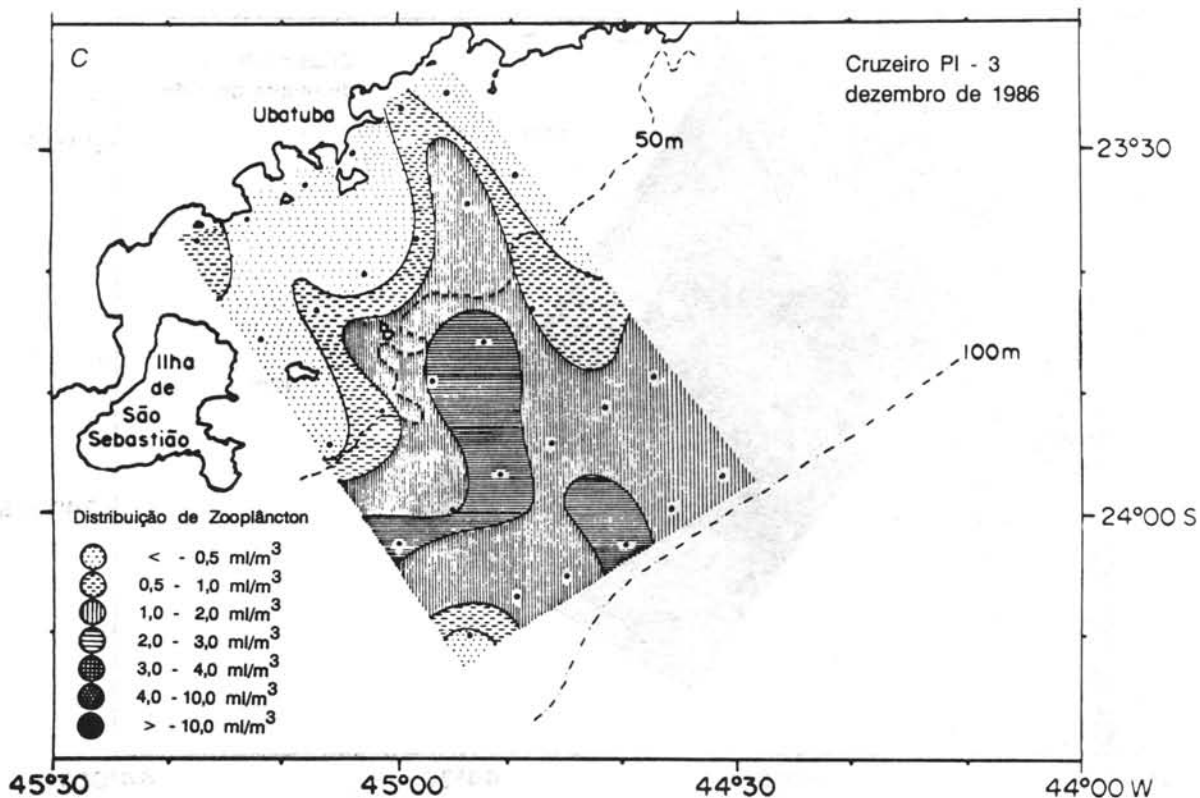 C
Cruzeiro PI - 3
dezembro de 1986
Ubatuba
50m
23°30
100m
Ilha
de
São
Sebastião
24°00 S
Distribuição de Zooplâncton
< - 0,5 ml/m³
0,5 - 1,0 ml/m³
1,0 - 2,0 ml/m³
2,0 - 3,0 ml/m³
3,0 - 4,0 ml/m³
4,0 - 10,0 ml/m³
> - 10,0 ml/m³
45°30
45°00
44°30
44°00 W